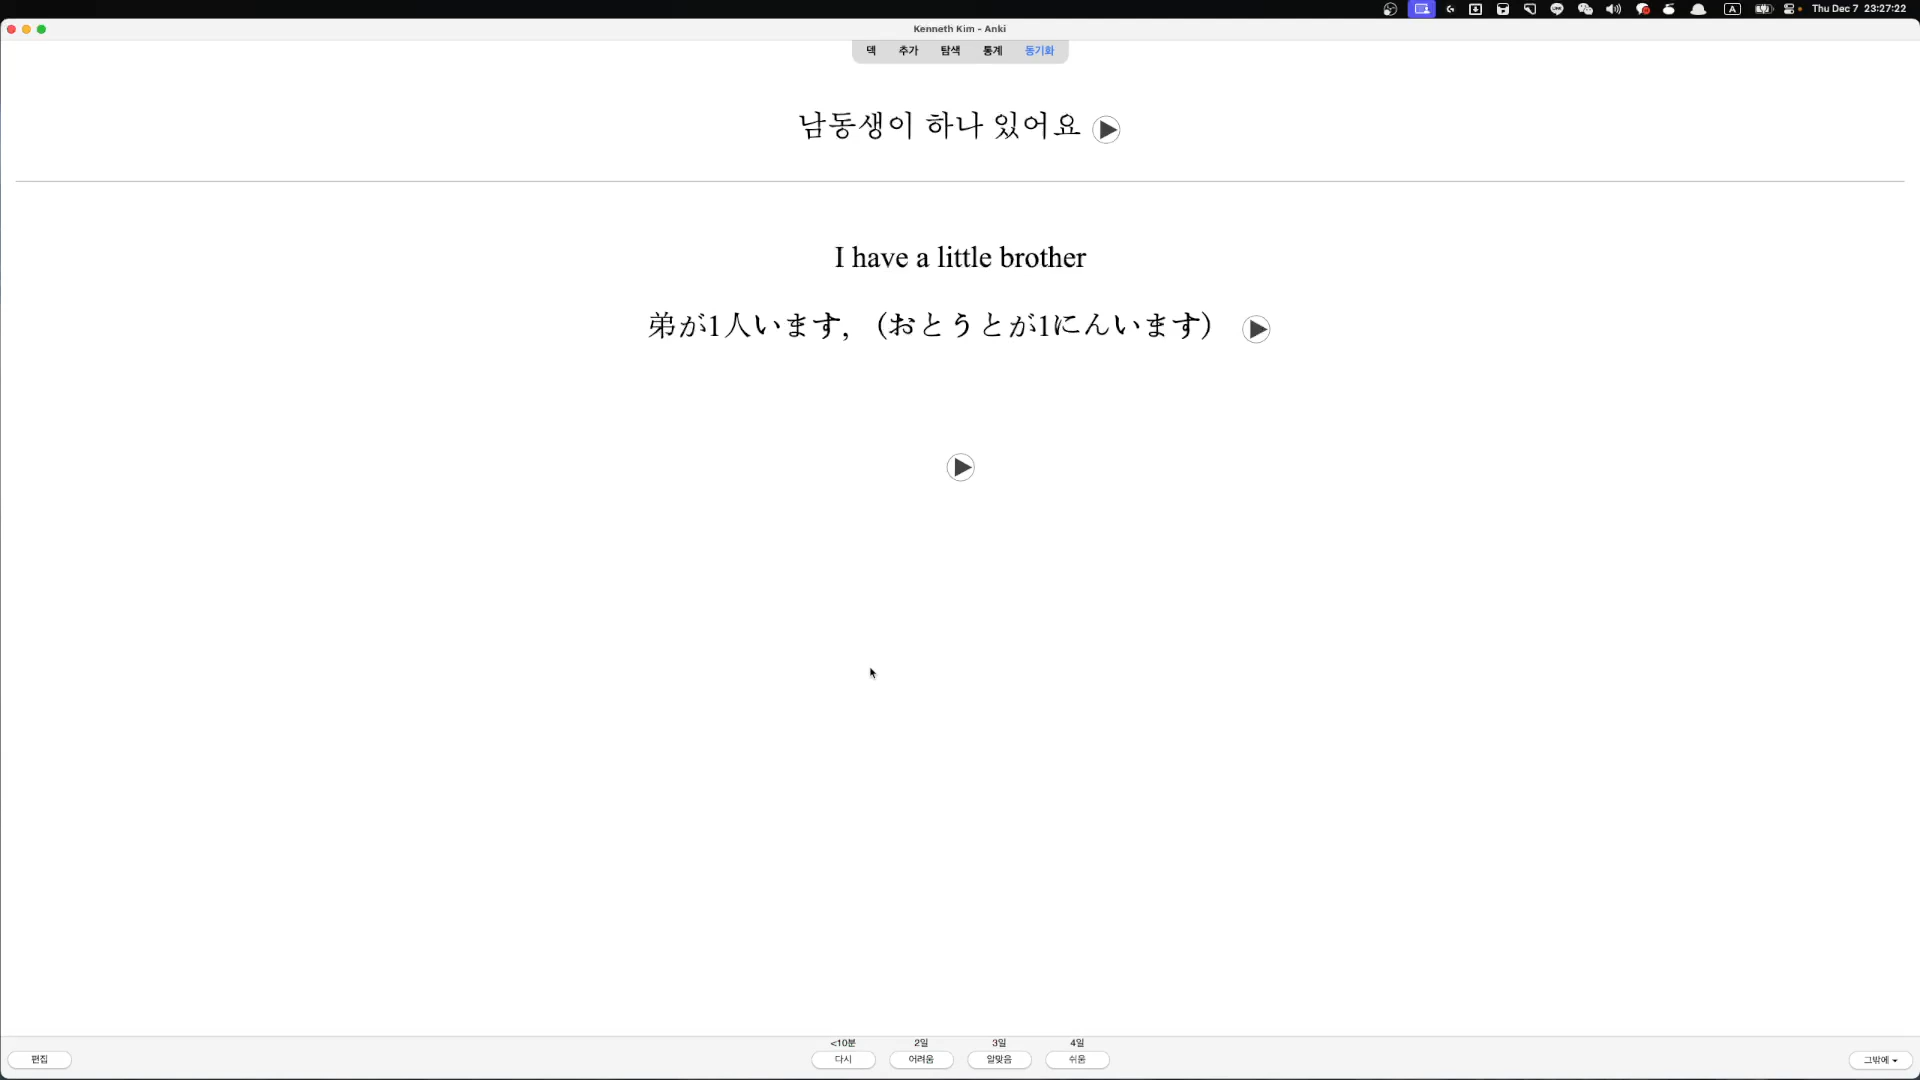 Thu Dec 7 23:27:22
Kenneth Kim - Anki
덱 추가 탐색 통계 동기화
남동생이 하나 있어요
I have a little brother
弟が1人います, (おとうとが1にんいます)
<10분 2일 3일 4일
편집 다시 어려움 알맞음 쉬움 그밖에